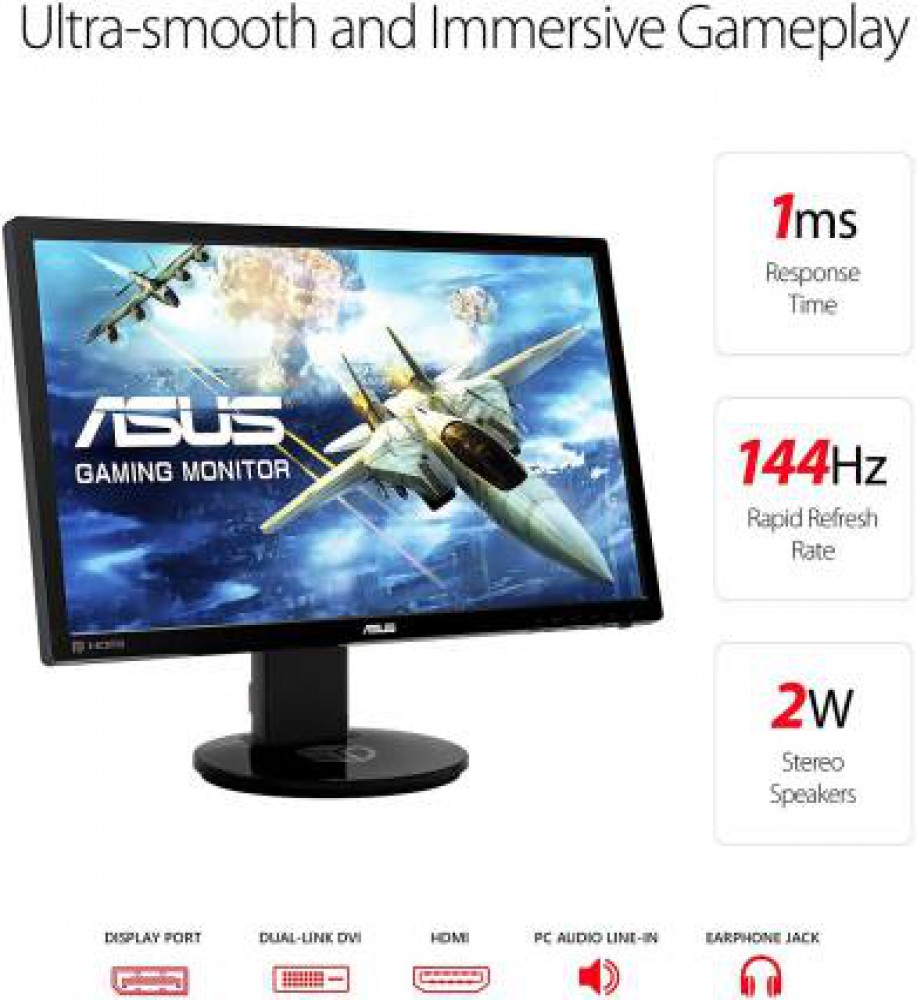 Ultra-smooth and Immersive Gameplay
1ms
Response
Time
ASUS
GAMING MONITOR
144Hz
Rapid Refresh
Rate
ASUS
HDMI
2W
Stereo
Speakers
DISPLAY PORT
DUAL-LINK DVI
HDMI
PC AUDIO LINE-IN
EARPHONE JACK